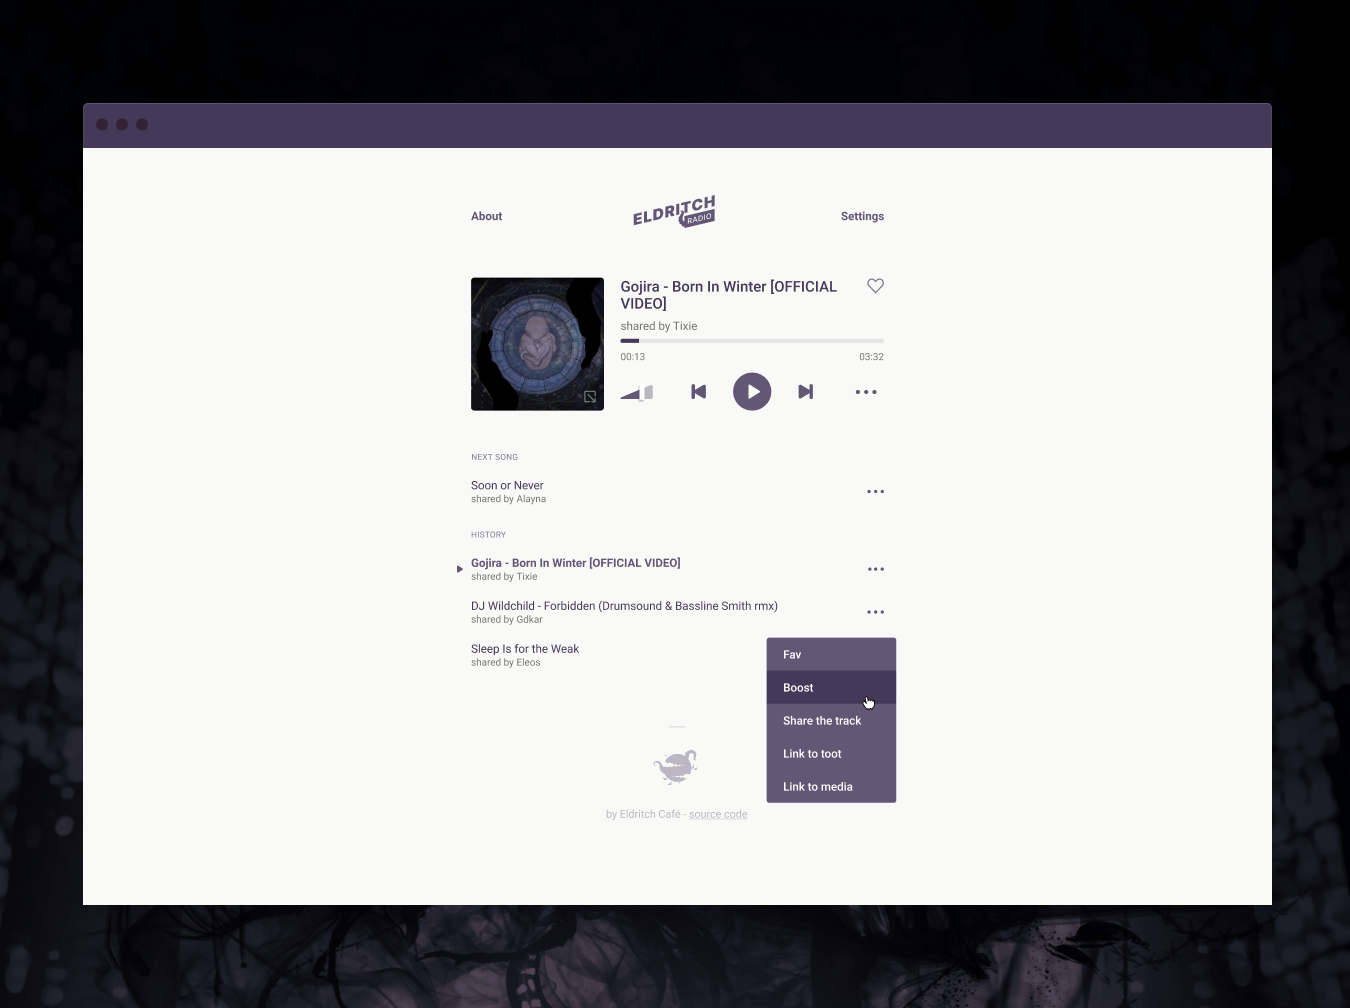 About
ELDRITCH
RADIO
Settings
Gojira - Born In Winter [OFFICIAL
VIDEO]
shared by Tixie
00:13
03:32
NEXT SONG
Soon or Never
shared by Alayna
HISTORY
Gojira - Born In Winter [OFFICIAL VIDEO]
shared by Tixie
DJ Wildchild - Forbidden (Drumsound & Bassline Smith rmx)
shared by Gdkar
Sleep Is for the Weak
shared by Eleos
Fav
Boost
Share the track
Link to toot
Link to media
by Eldritch Café - source code